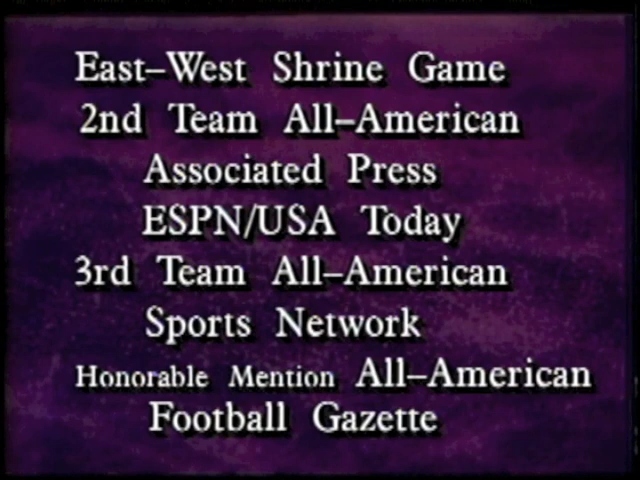 East–West Shrine Game
2nd Team All–American
Associated Press
ESPN/USA Today
3rd Team All–American
Sports Network
Honorable Mention All–American
Football Gazette